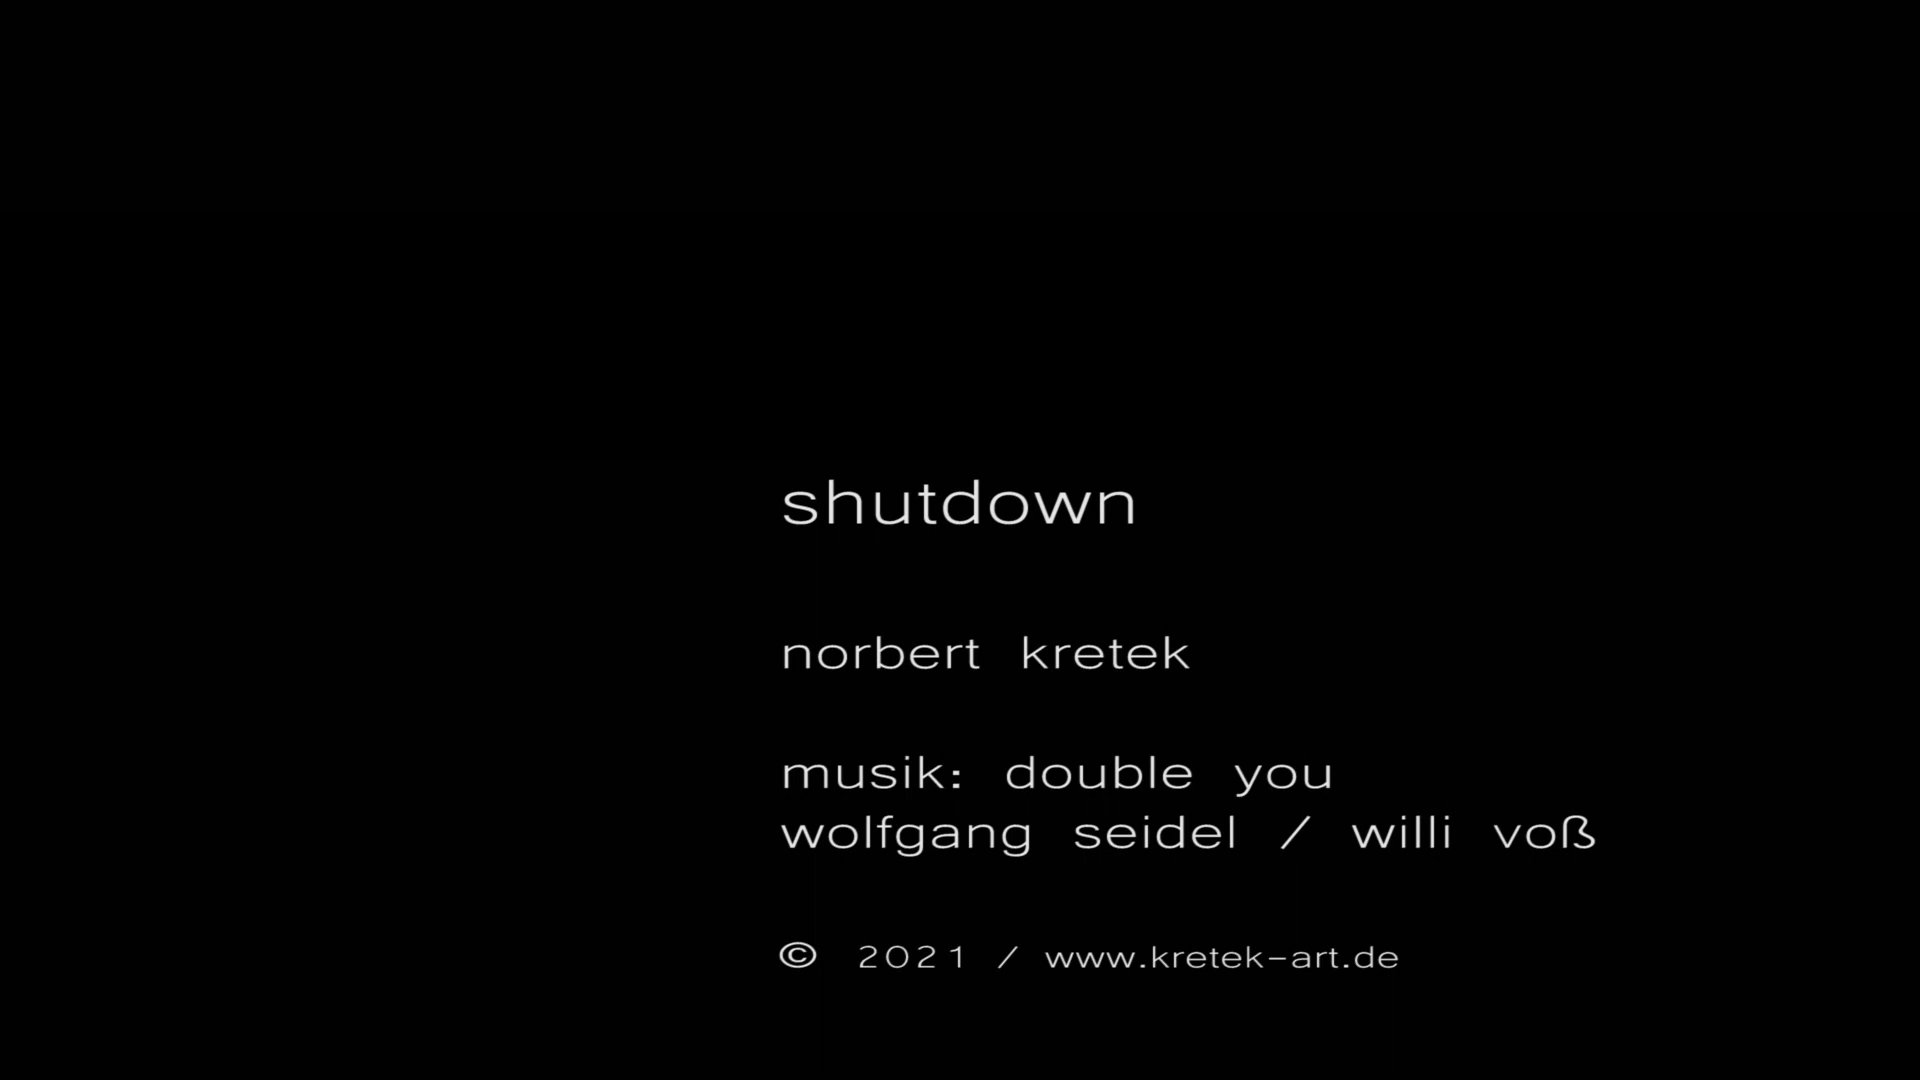 shutdown
norbert kretek
musik: double you
wolfgang seidel / willi voß
© 2021 / www.kretek-art.de